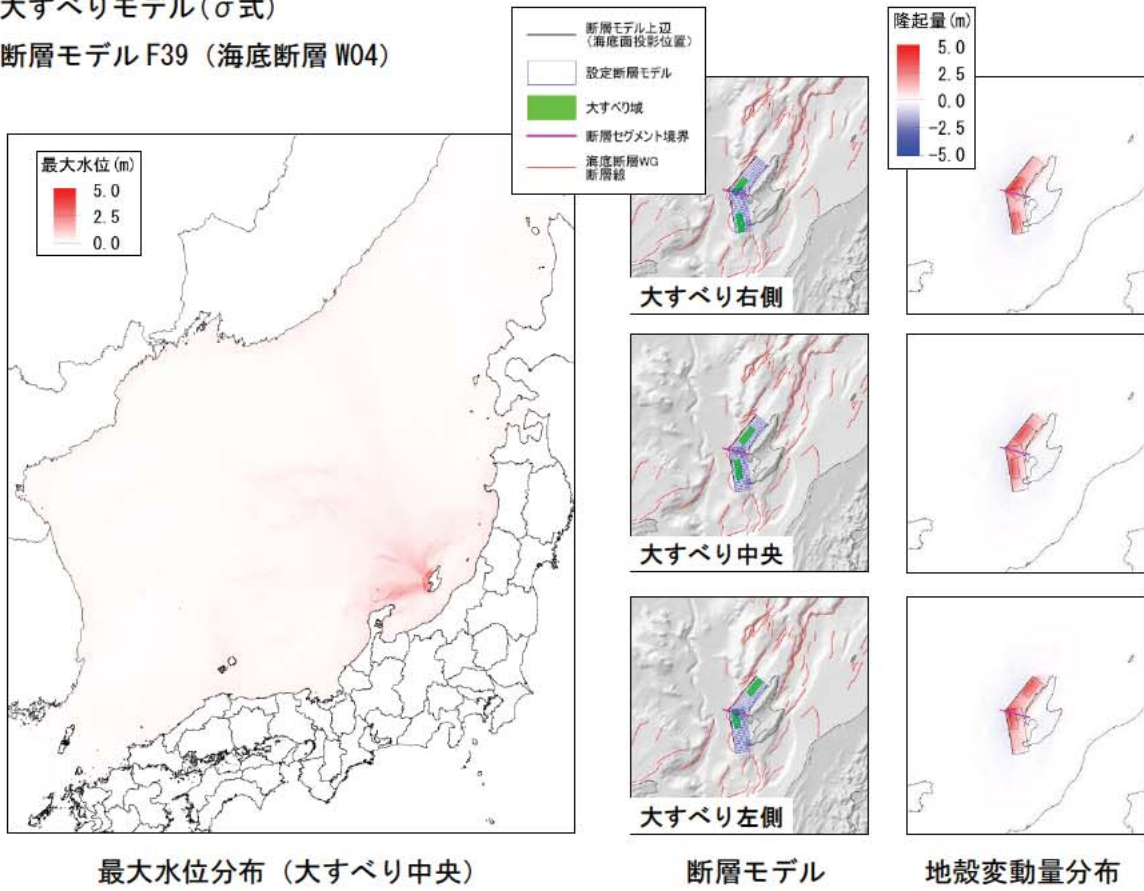 大すべりモデル(σ式)
断層モデル F39 (海底断層 W04)
最大水位(m)
5.0
2.5
0.0
断層モデル上辺
(海底面投影位置)
設定断層モデル
大すべり域
断層セグメント境界
海底断層WG
断層線
隆起量(m)
5.0
2.5
0.0
-2.5
-5.0
大すべり右側
大すべり中央
大すべり左側
最大水位分布 (大すべり中央)
断層モデル
地殻変動量分布